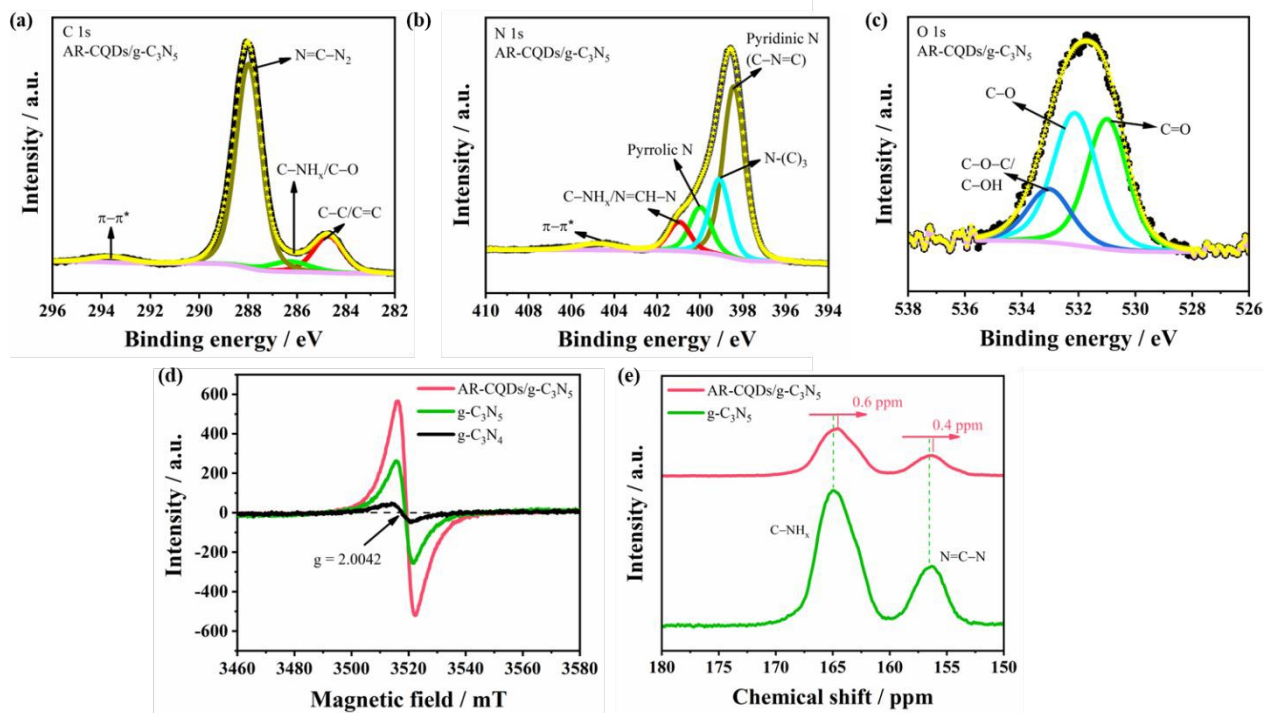 (a)
C 1s
AR-CQDs/g-C₃N₅
N=C–N₂
C–NHₓ/C–O
C–C/C=C
π–π*
Intensity / a.u.
296 294 292 290 288 286 284 282
Binding energy / eV
(b)
N 1s
AR-CQDs/g-C₃N₅
Pyridinic N
(C–N=C)
Pyrrolic N
N-(C)₃
C–NHₓ/N=CH–N
π–π*
Intensity / a.u.
410 408 406 404 402 400 398 396 394
Binding energy / eV
(c)
O 1s
AR-CQDs/g-C₃N₅
C–O
C=O
C–O–C/
C–OH
Intensity / a.u.
538 536 534 532 530 528 526
Binding energy / eV
(d)
AR-CQDs/g-C₃N₅
g-C₃N₅
g-C₃N₄
g = 2.0042
Intensity / a.u.
600
400
200
0
-200
-400
-600
3460 3480 3500 3520 3540 3560 3580
Magnetic field / mT
(e)
AR-CQDs/g-C₃N₅
g-C₃N₅
0.6 ppm
0.4 ppm
C–NHₓ
N=C–N
Intensity / a.u.
180 175 170 165 160 155 150
Chemical shift / ppm